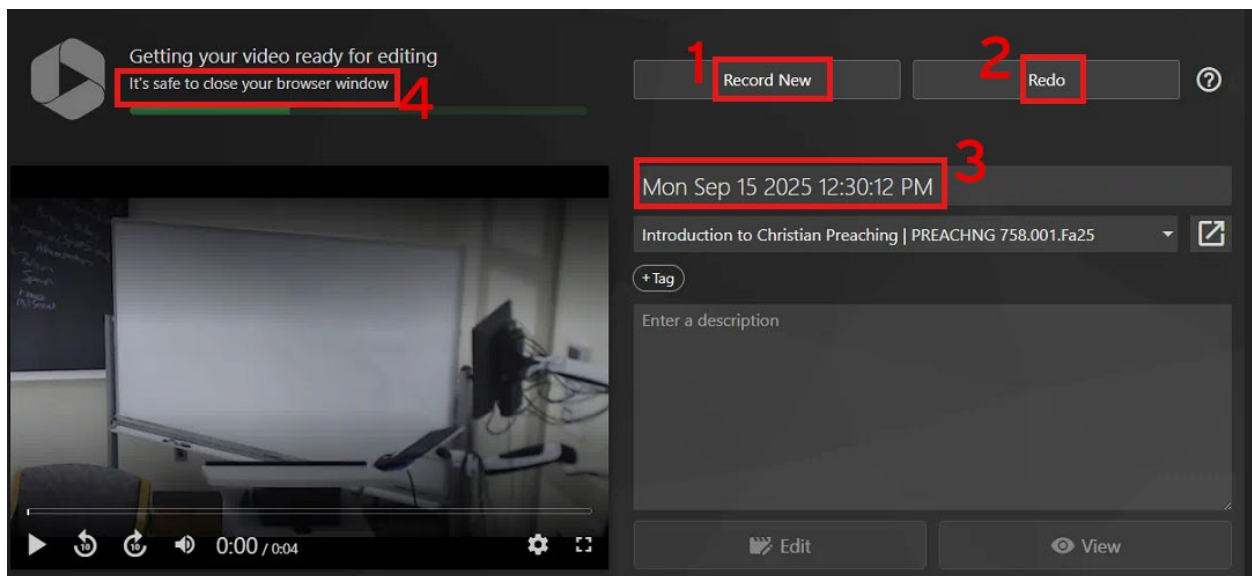 Getting your video ready for editing
It's safe to close your browser window
4
1
Record New
2
Redo
3
Mon Sep 15 2025 12:30:12 PM
Introduction to Christian Preaching | PREACHNG 758.001.Fa25
+Tag
Enter a description
10
10
0:00 / 0:04
Edit
View